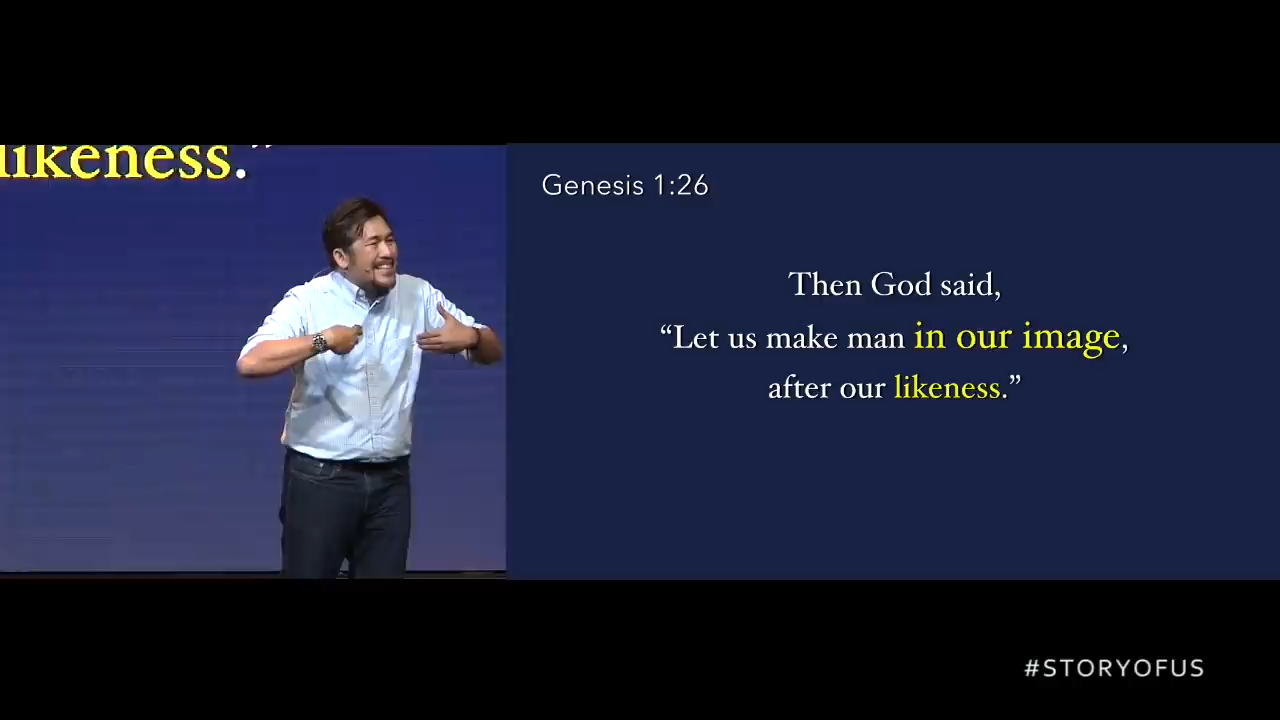 likeness.”
Genesis 1:26
Then God said,
“Let us make man in our image,
after our likeness.”
#STORYOFUS